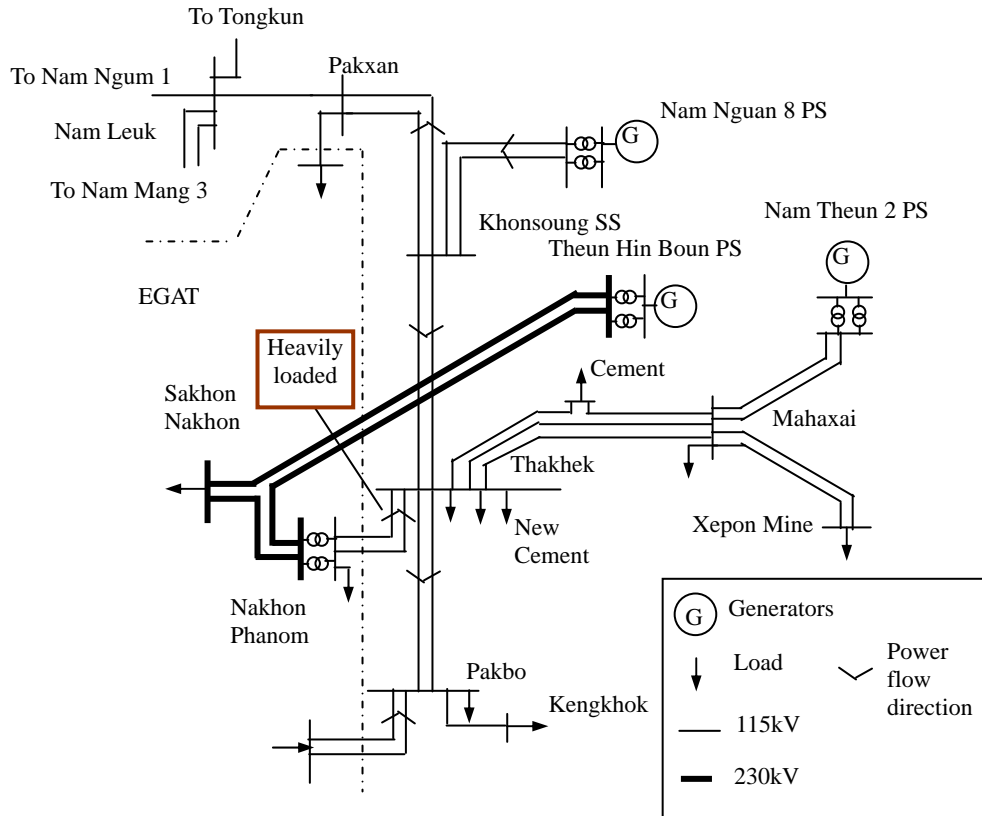 To Tongkun
To Nam Ngum 1
Pakxan
Nam Leuk
To Nam Mang 3
Nam Nguan 8 PS
G
Khonsoung SS
Nam Theun 2 PS
G
Theun Hin Boun PS
G
EGAT
Heavily
loaded
Sakhon
Nakhon
Cement
Mahaxai
Thakhek
New
Cement
Xepon Mine
Nakhon
Phanom
Pakbo
Kengkhok
G
Generators
Load
Power
flow
direction
115kV
230kV